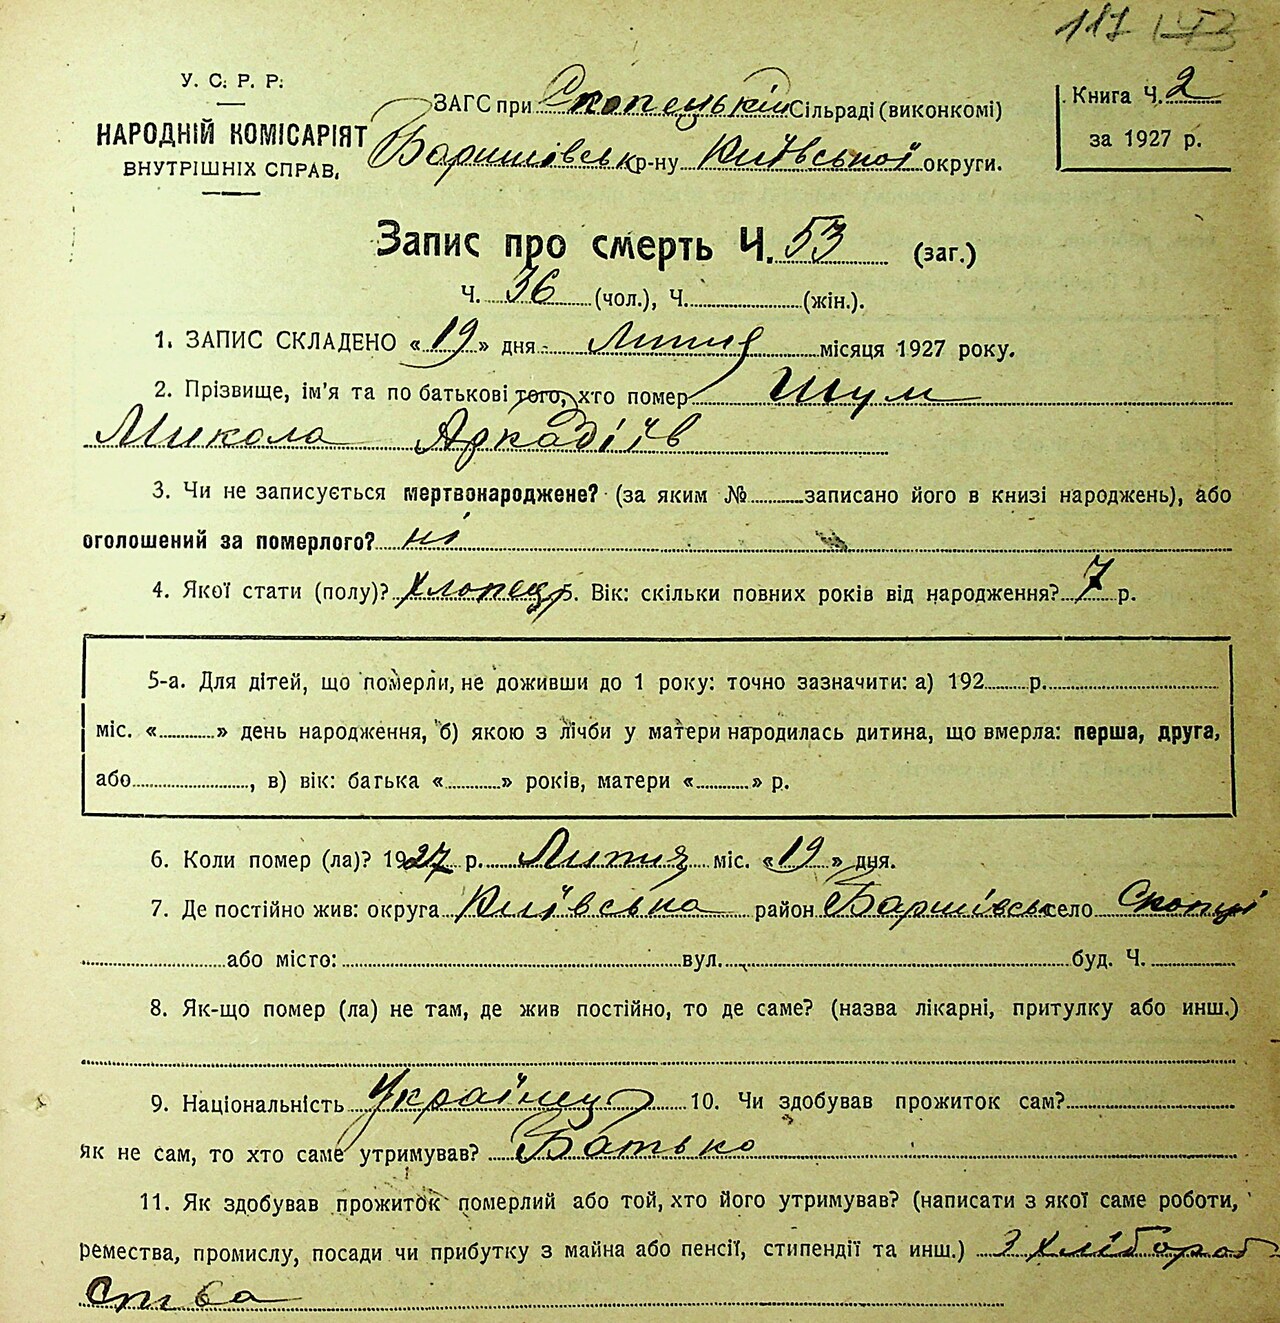 117
У. С. Р. Р.
НАРОДНІЙ КОМІСАРІЯТ
ВНУТРІШНІХ СПРАВ.
ЗАГС при Скопецькій Сільраді (виконкомі)
Баришівськ р-ну Київської округи.
Книга Ч. 2
за 1927 р.
Запис про смерть Ч. 53 (заг.)
Ч. 36 (чол.), Ч. (жін.).
1. ЗАПИС СКЛАДЕНО « 19 » дня Липня місяця 1927 року.
2. Прізвище, ім'я та по батькові того, хто помер Шум
Микола Аркадіїв
3. Чи не записується мертвонароджене? (за яким № записано його в книзі народжень), або
оголошений за померлого? ні
4. Якої стати (полу)? Хлопець 5. Вік: скільки повних років від народження? 7 р.
5-а. Для дітей, що померли, не доживши до 1 року: точно зазначити: а) 192 р.
міс. « » день народження, б) якою з лічби у матери народилась дитина, що вмерла: перша, друга,
або , в) вік: батька « » років, матери « » р.
6. Коли помер (ла)? 1927 р. Липня міс. « 19 » дня.
7. Де постійно жив: округа Київська район Баришівськ село Скопці
або місто: вул. буд. Ч.
8. Як-що помер (ла) не там, де жив постійно, то де саме? (назва лікарні, притулку або инш.)
9. Національність Українець 10. Чи здобував прожиток сам?
Як не сам, то хто саме утримував? Батько
11. Як здобував прожиток померлий або той, хто його утримував? (написати з якої саме роботи,
ремества, промислу, посади чи прибутку з майна або пенсії, стипендії та инш.) З хлібороб
ства